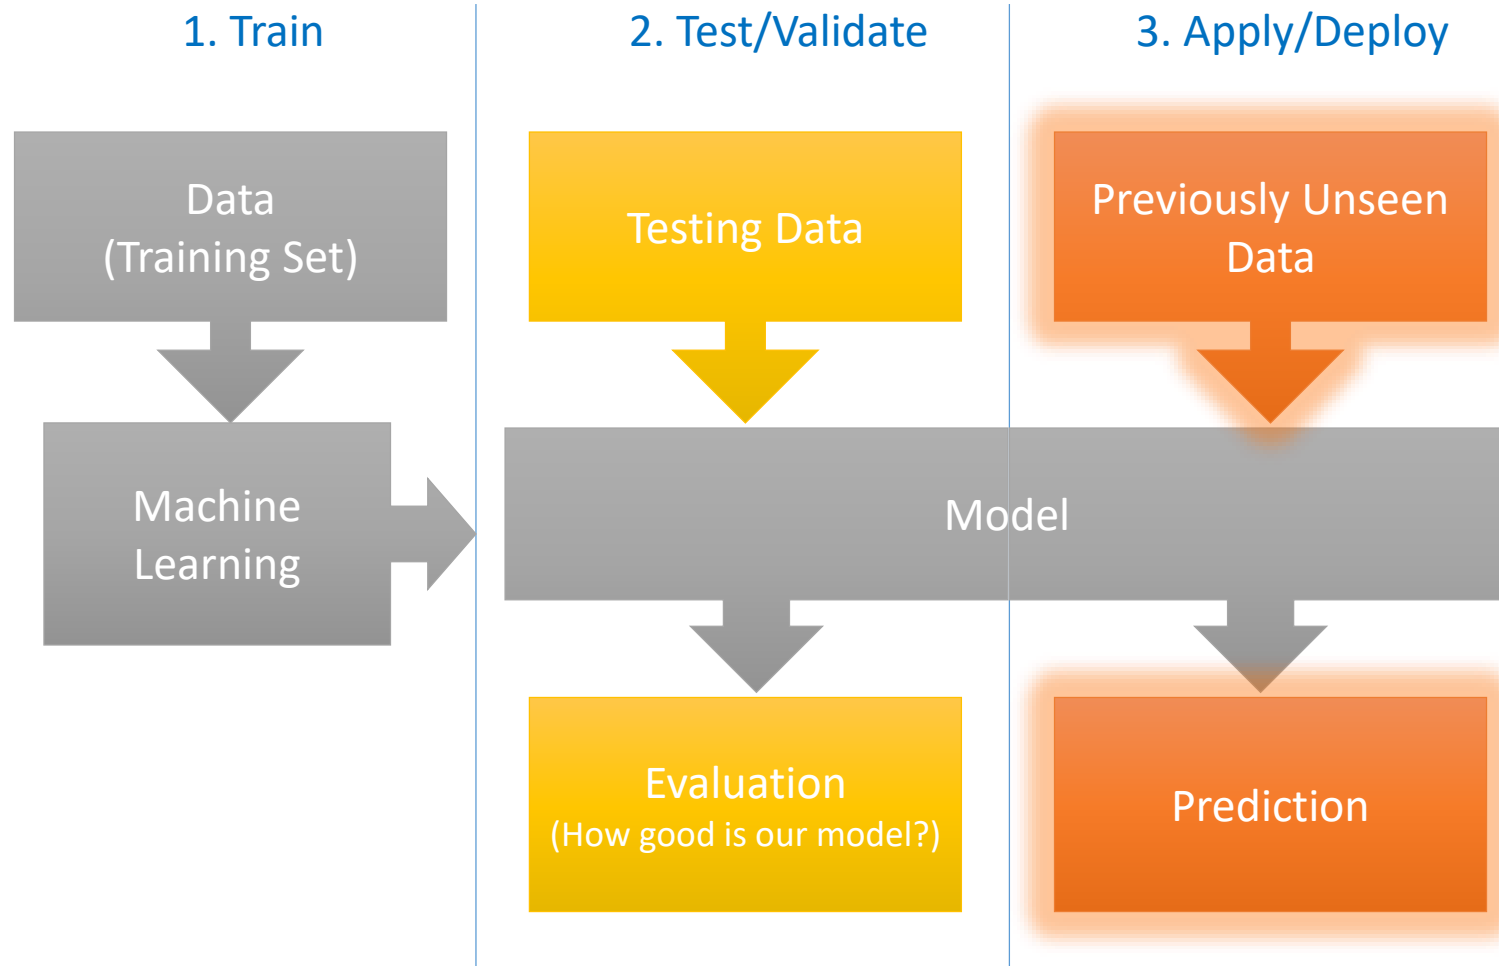 1. Train
2. Test/Validate
3. Apply/Deploy
Data
(Training Set)
Testing Data
Previously Unseen
Data
Machine
Learning
Model
Evaluation
(How good is our model?)
Prediction